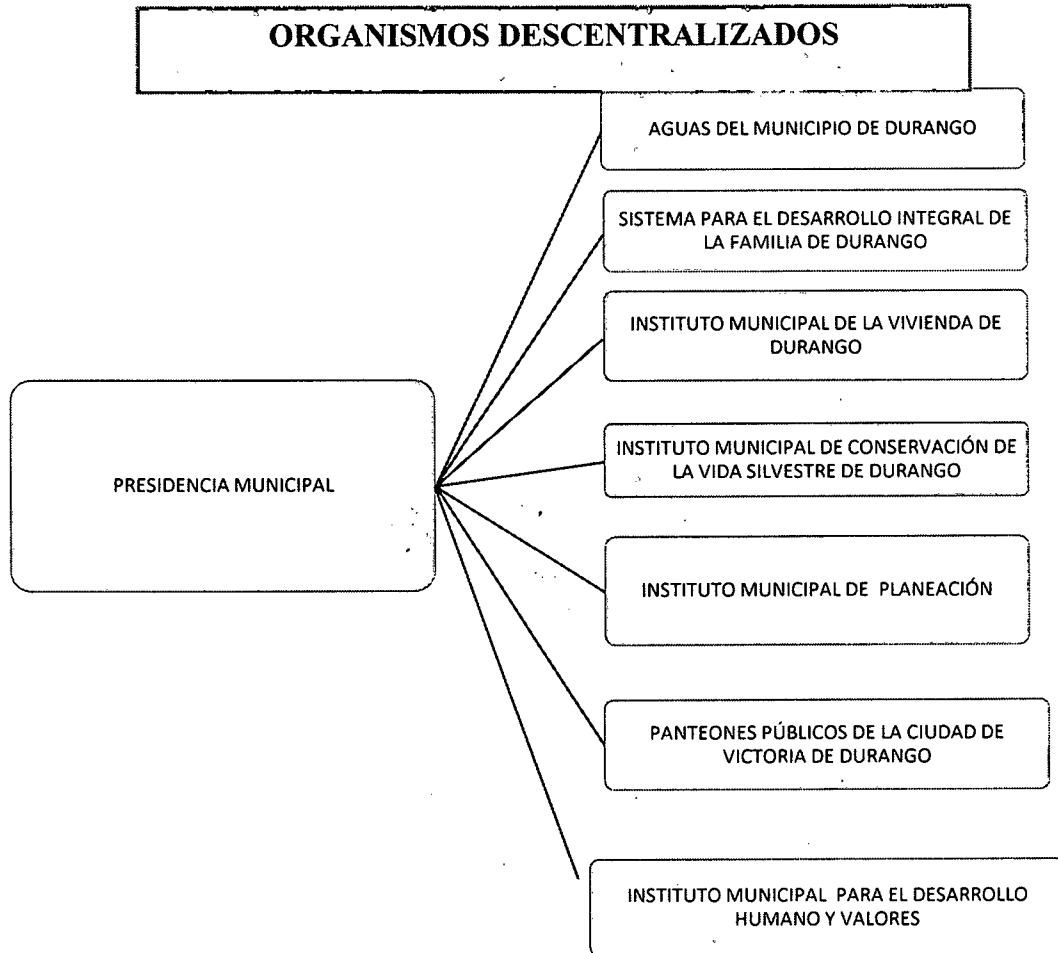 ORGANISMOS DESCENTRALIZADOS
AGUAS DEL MUNICIPIO DE DURANGO
SISTEMA PARA EL DESARROLLO INTEGRAL DE
LA FAMILIA DE DURANGO
INSTITUTO MUNICIPAL DE LA VIVIENDA DE
DURANGO
PRESIDENCIA MUNICIPAL
INSTITUTO MUNICIPAL DE CONSERVACIÓN DE
LA VIDA SILVESTRE DE DURANGO
INSTITUTO MUNICIPAL DE PLANEACIÓN
PANTEONES PÚBLICOS DE LA CIUDAD DE
VICTORIA DE DURANGO
INSTITUTO MUNICIPAL PARA EL DESARROLLO
HUMANO Y VALORES